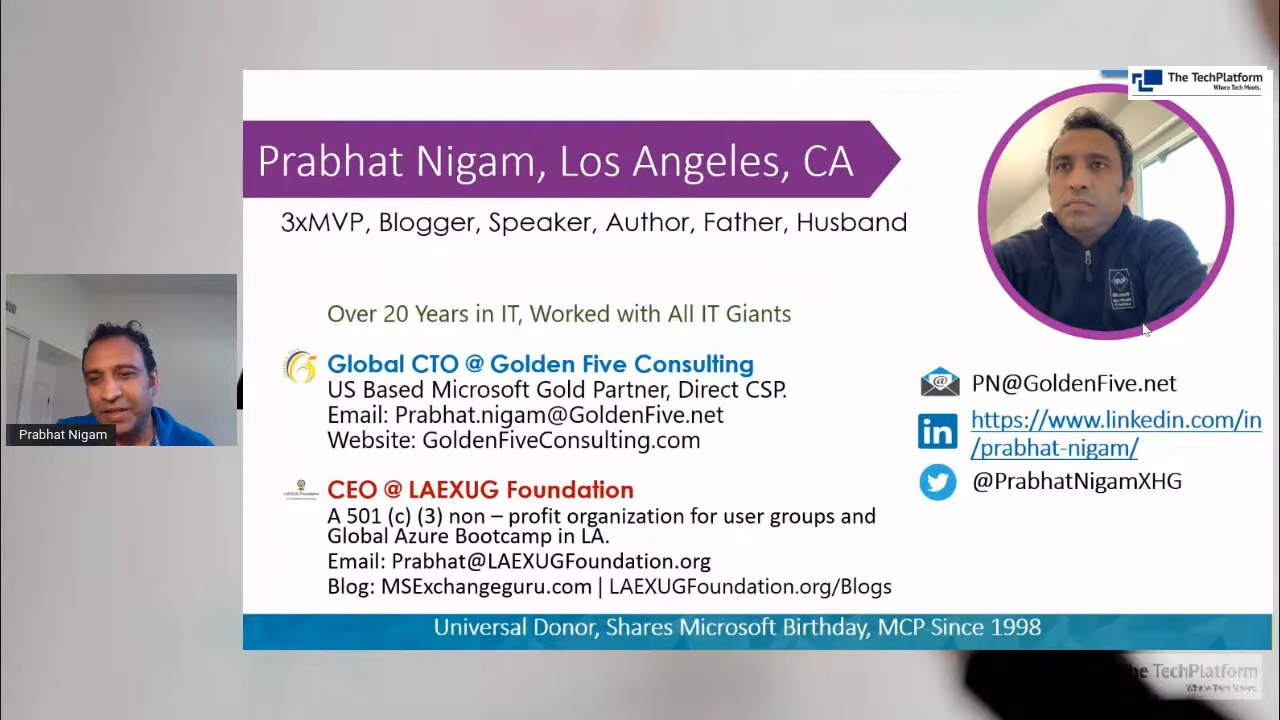 The TechPlatform
Where Tech Meets.
Prabhat Nigam, Los Angeles, CA
3xMVP, Blogger, Speaker, Author, Father, Husband
Over 20 Years in IT, Worked with All IT Giants
Global CTO @ Golden Five Consulting
US Based Microsoft Gold Partner, Direct CSP.
Email: Prabhat.nigam@GoldenFive.net
Website: GoldenFiveConsulting.com
CEO @ LAEXUG Foundation
A 501 (c) (3) non – profit organization for user groups and
Global Azure Bootcamp in LA.
Email: Prabhat@LAEXUGFoundation.org
Blog: MSExchangeguru.com | LAEXUGFoundation.org/Blogs
PN@GoldenFive.net
https://www.linkedin.com/in
/prabhat-nigam/
@PrabhatNigamXHG
Prabhat Nigam
MVP
Microsoft
Universal Donor, Shares Microsoft Birthday, MCP Since 1998
The TechPlatform
Where Tech Meets.